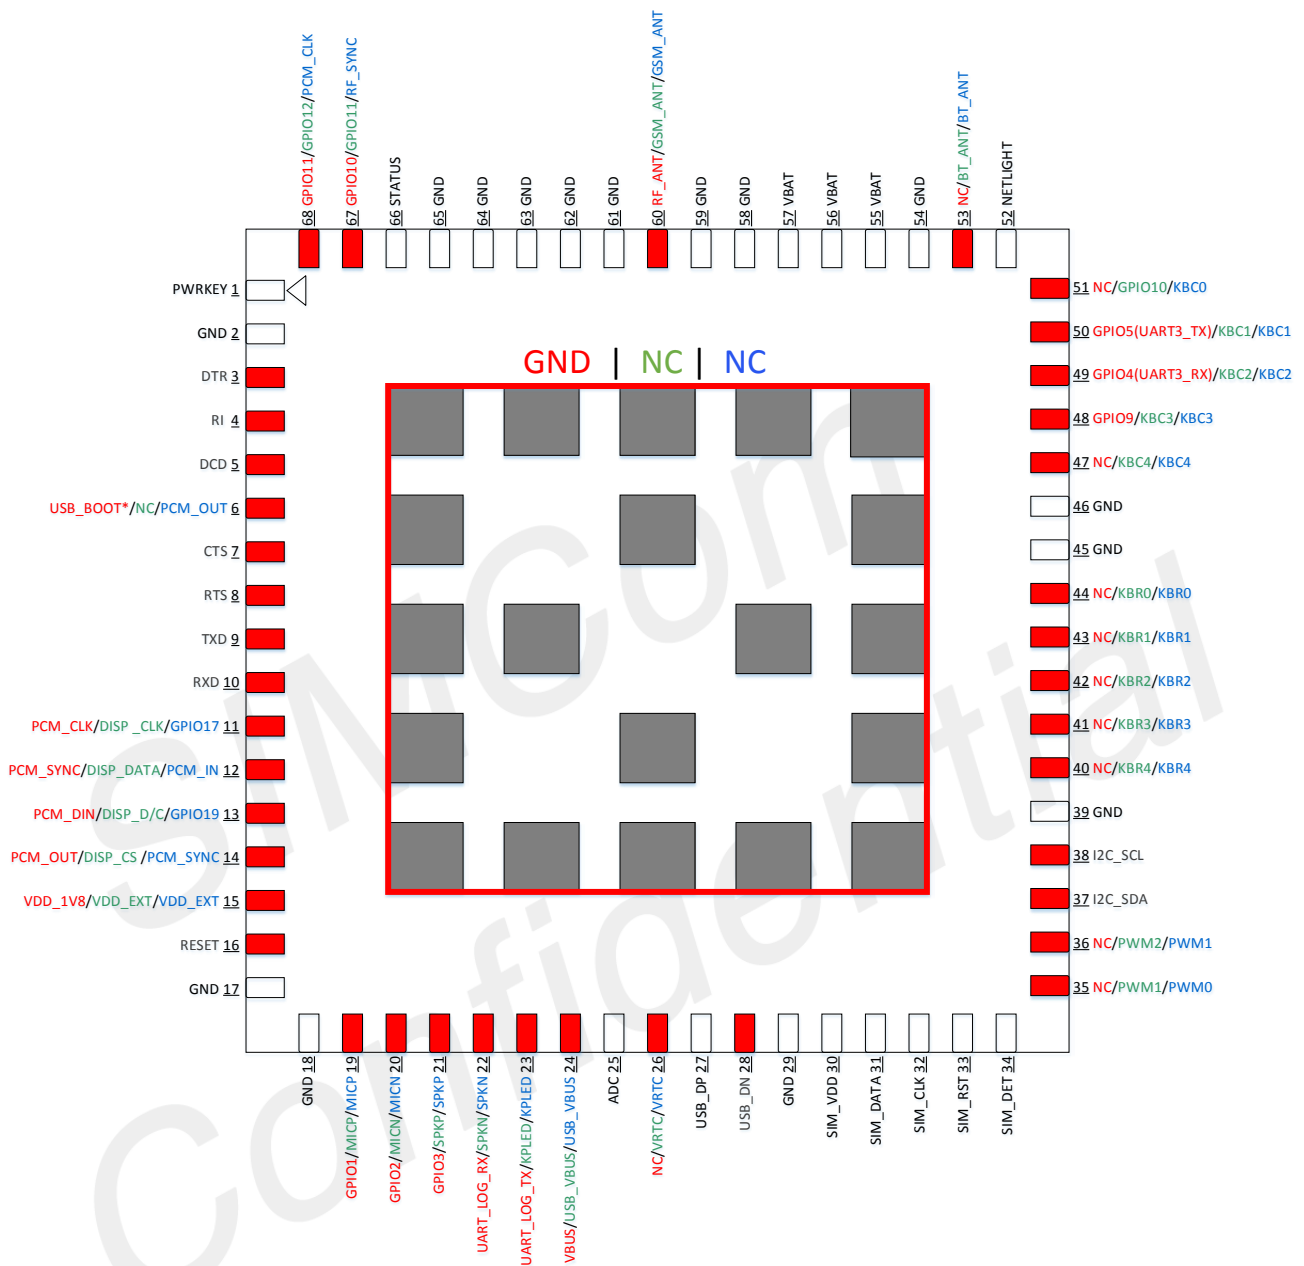 68 GPIO11/GPIO12/PCM_CLK
67 GPIO10/GPIO11/RF_SYNC
66 STATUS
65 GND
64 GND
63 GND
62 GND
61 GND
60 RF_ANT/GSM_ANT/GSM_ANT
59 GND
58 GND
57 VBAT
56 VBAT
55 VBAT
54 GND
53 NC/BT_ANT/BT_ANT
52 NETLIGHT
PWRKEY 1
GND 2
DTR 3
RI 4
DCD 5
USB_BOOT*/NC/PCM_OUT 6
CTS 7
RTS 8
TXD 9
RXD 10
PCM_CLK/DISP _CLK/GPIO17 11
PCM_SYNC/DISP_DATA/PCM_IN 12
PCM_DIN/DISP_D/C/GPIO19 13
PCM_OUT/DISP_CS /PCM_SYNC 14
VDD_1V8/VDD_EXT/VDD_EXT 15
RESET 16
GND 17
GND | NC | NC
51 NC/GPIO10/KBC0
50 GPIO5(UART3_TX)/KBC1/KBC1
49 GPIO4(UART3_RX)/KBC2/KBC2
48 GPIO9/KBC3/KBC3
47 NC/KBC4/KBC4
46 GND
45 GND
44 NC/KBR0/KBR0
43 NC/KBR1/KBR1
42 NC/KBR2/KBR2
41 NC/KBR3/KBR3
40 NC/KBR4/KBR4
39 GND
38 I2C_SCL
37 I2C_SDA
36 NC/PWM2/PWM1
35 NC/PWM1/PWM0
GND 18
GPIO1/MICP/MICP 19
GPIO2/MICN/MICN 20
GPIO3/SPKP/SPKP 21
UART_LOG_RX/SPKN/SPKN 22
UART_LOG_TX/KPLED/KPLED 23
VBUS/USB_VBUS/USB_VBUS 24
ADC 25
NC/VRTC/VRTC 26
USB_DP 27
USB_DN 28
GND 29
SIM_VDD 30
SIM_DATA 31
SIM_CLK 32
SIM_RST 33
SIM_DET 34
SIMCom
Confidential